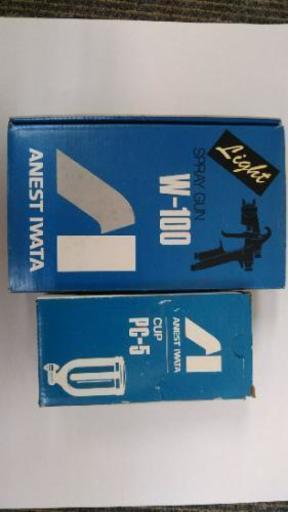 Light
SPRAY GUN
W-100
ANEST IWATA
ANEST IWATA
CUP
PC-5